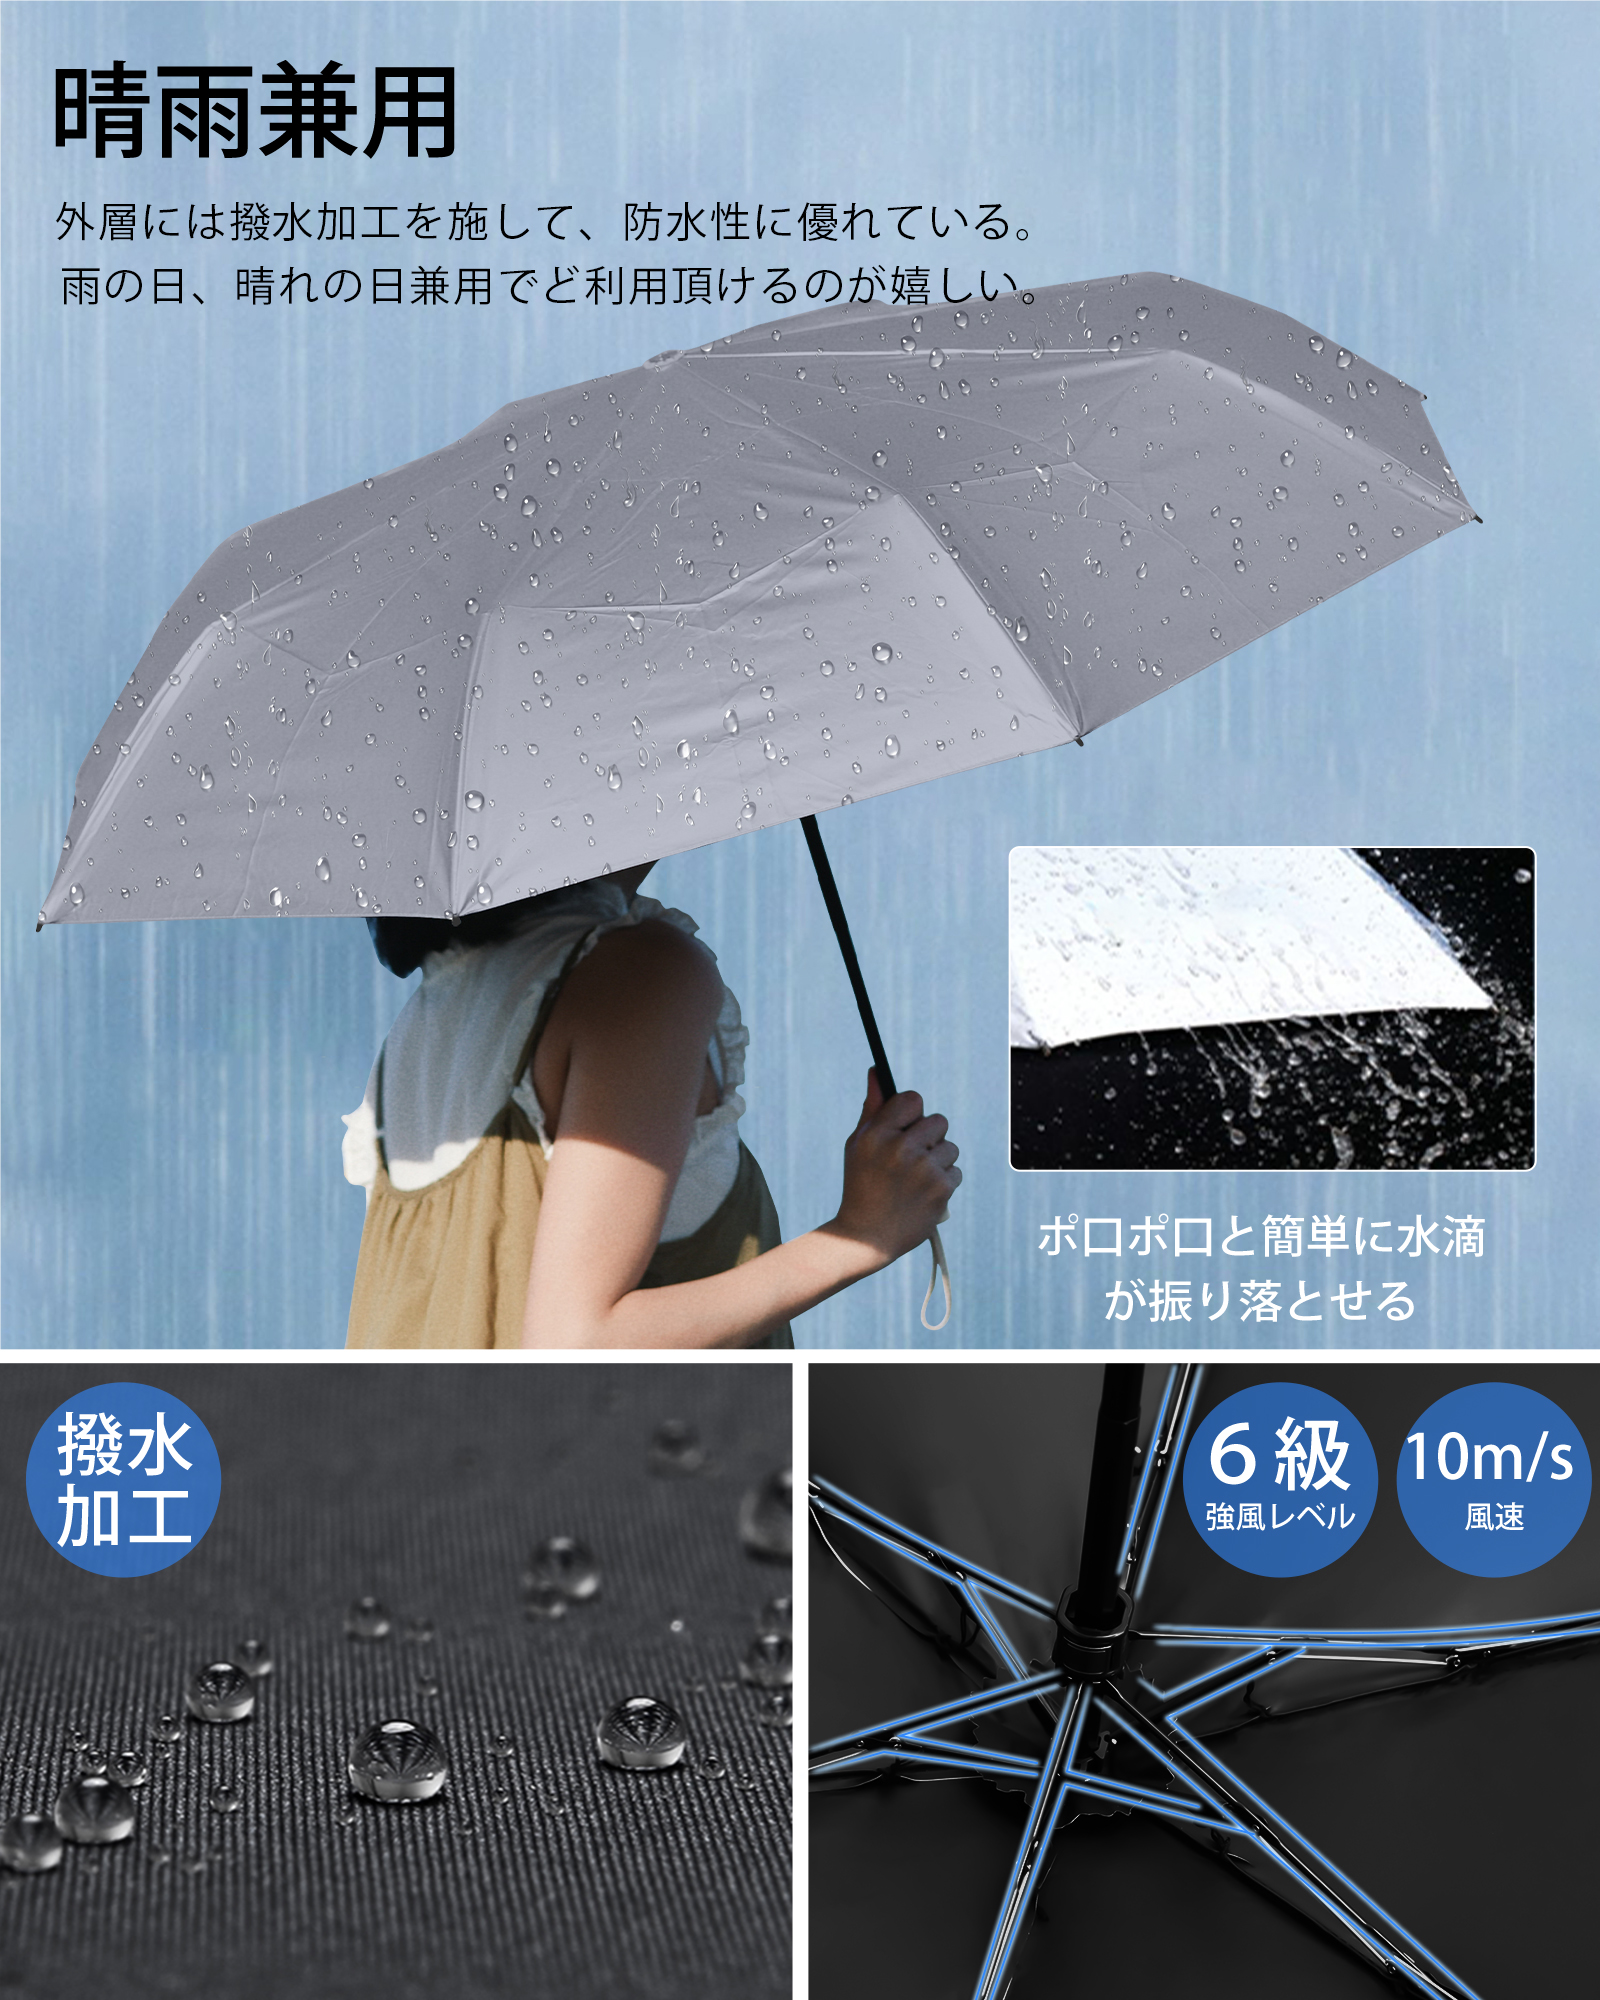 晴雨兼用
外層には撥水加工を施して、防水性に優れている。
雨の日、晴れの日兼用でど利用頂けるのが嬉しい。
ポロポロと簡単に水滴
が振り落とせる
撥水
加工
6級
強風レベル
10m/s
風速